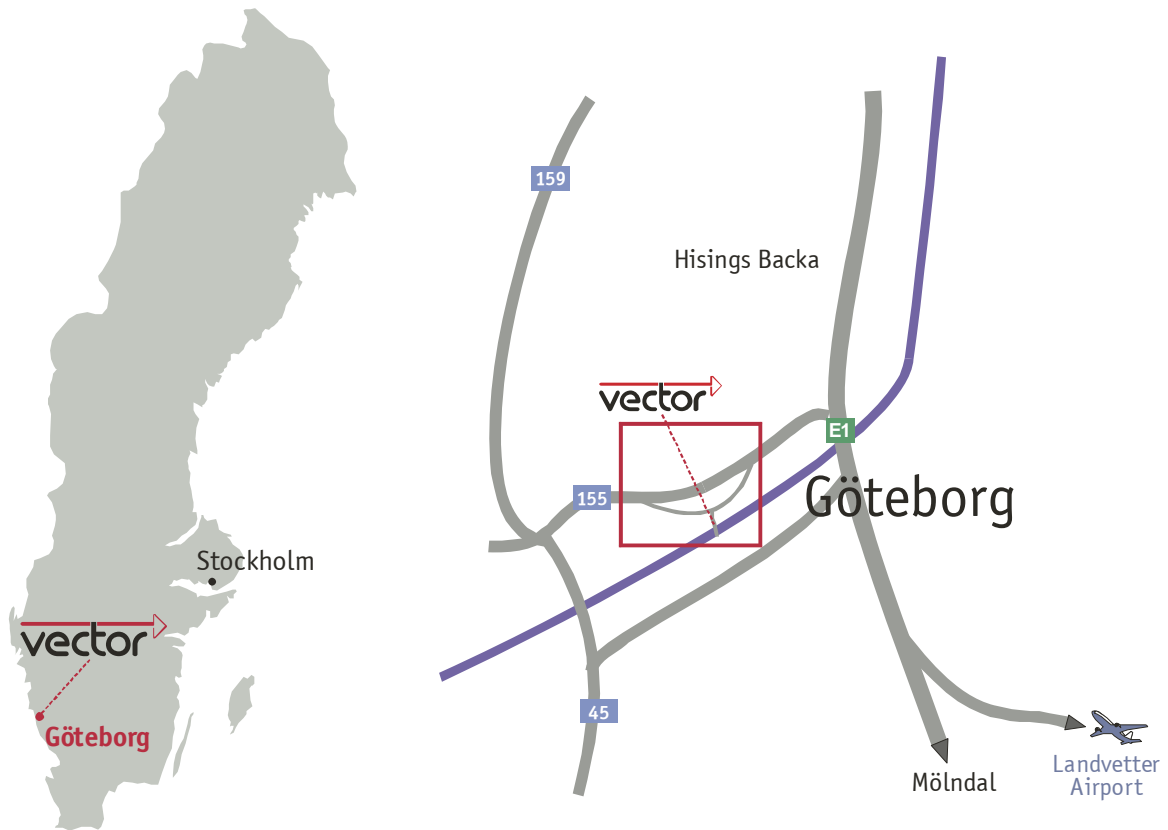 Stockholm
vector
Göteborg
159
Hisings Backa
vector
E1
155
Göteborg
45
Mölndal
Landvetter
Airport